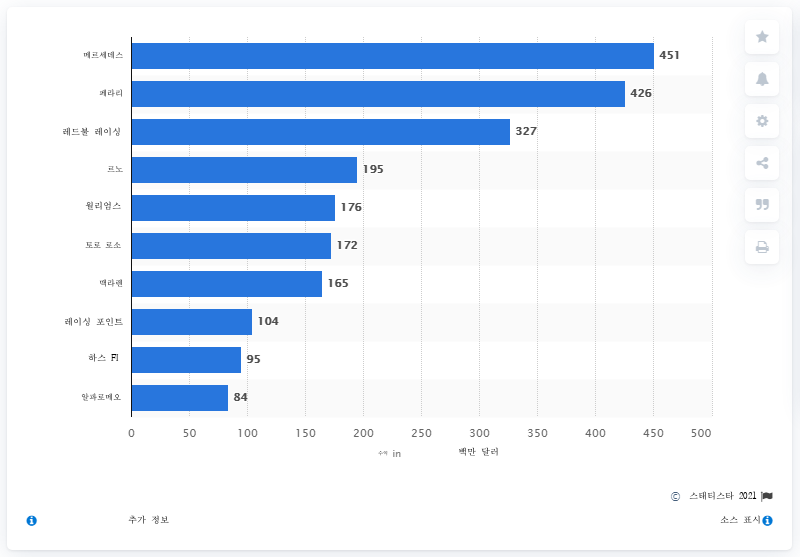 메르세데스 451
페라리 426
레드불 레이싱 327
르노 195
윌리엄스 176
토로 로소 172
맥라렌 165
레이싱 포인트 104
하스 F1 95
알파로메오 84
0 50 100 150 200 250 300 350 400 450 500
수익 in 백만 달러
© 스태티스타 2021
추가 정보 소스 표시